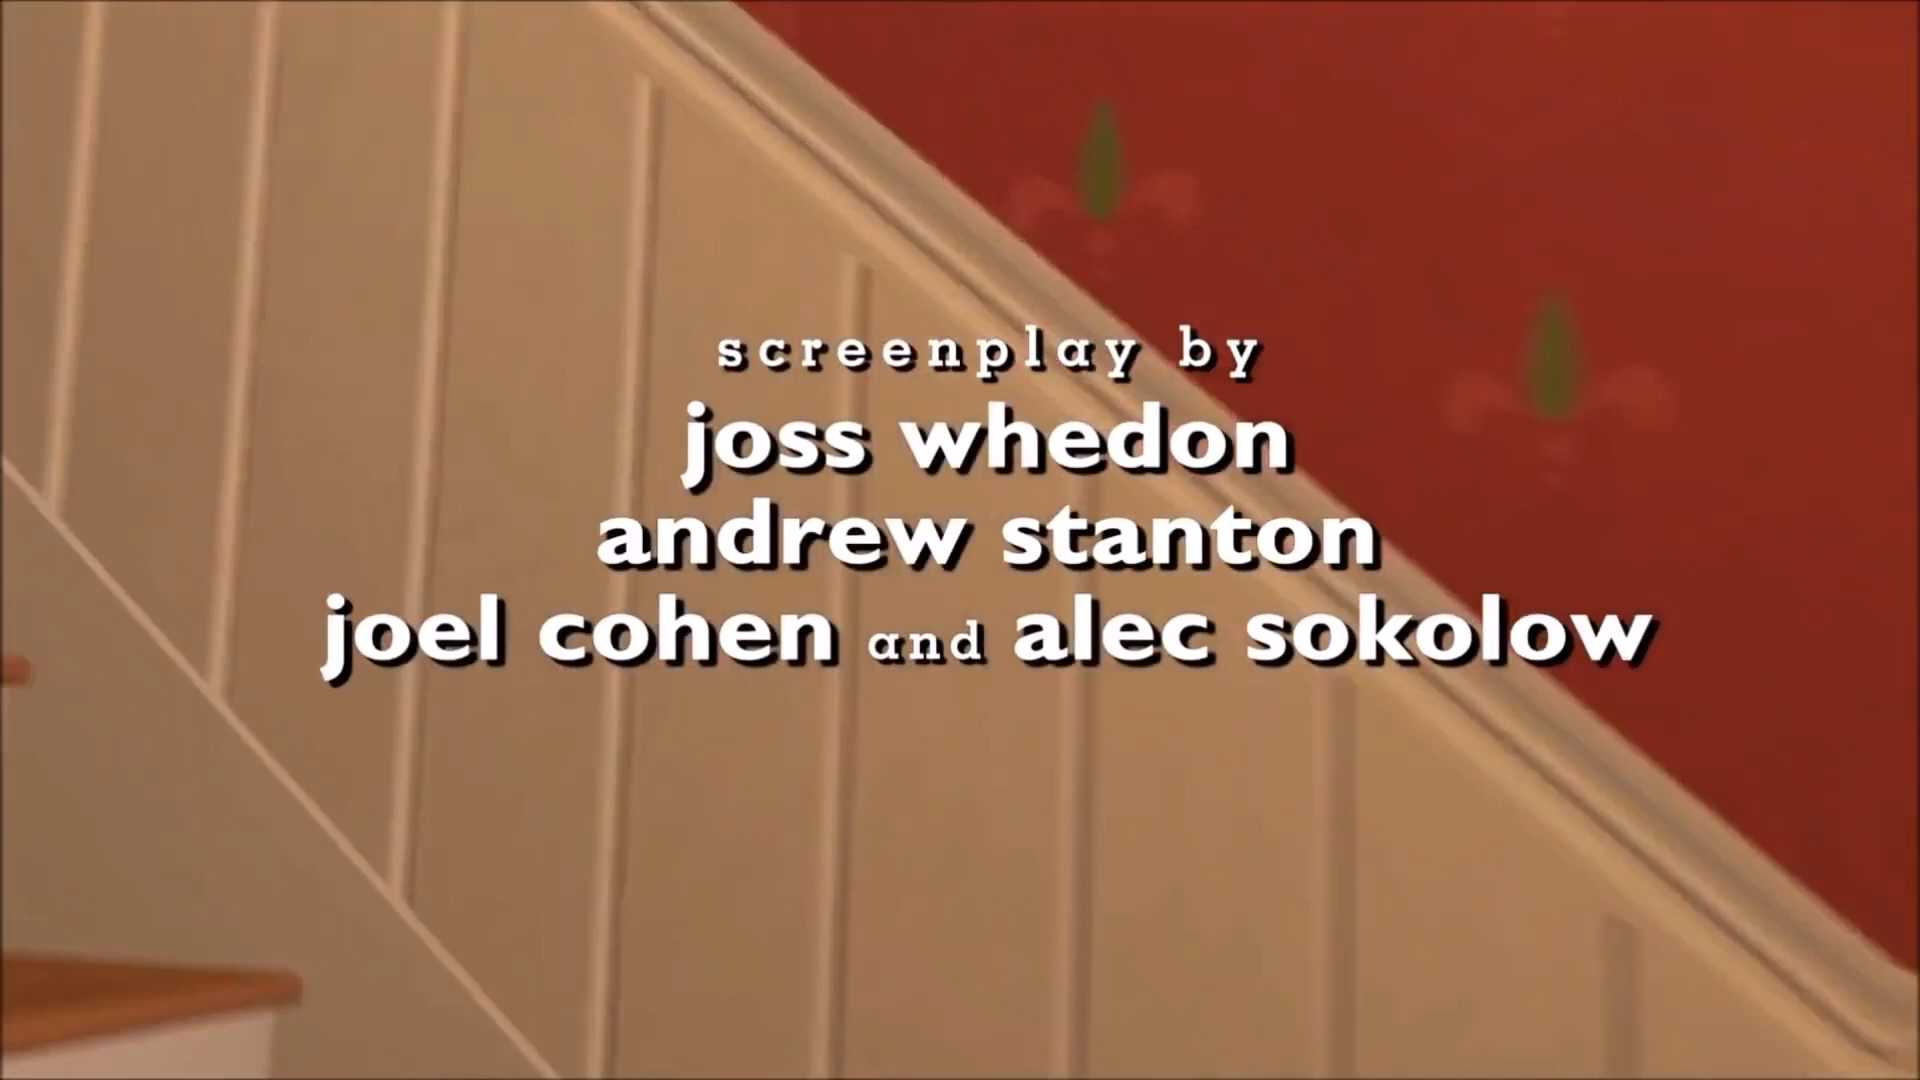 screenplay by
joss whedon
andrew stanton
joel cohen and alec sokolow